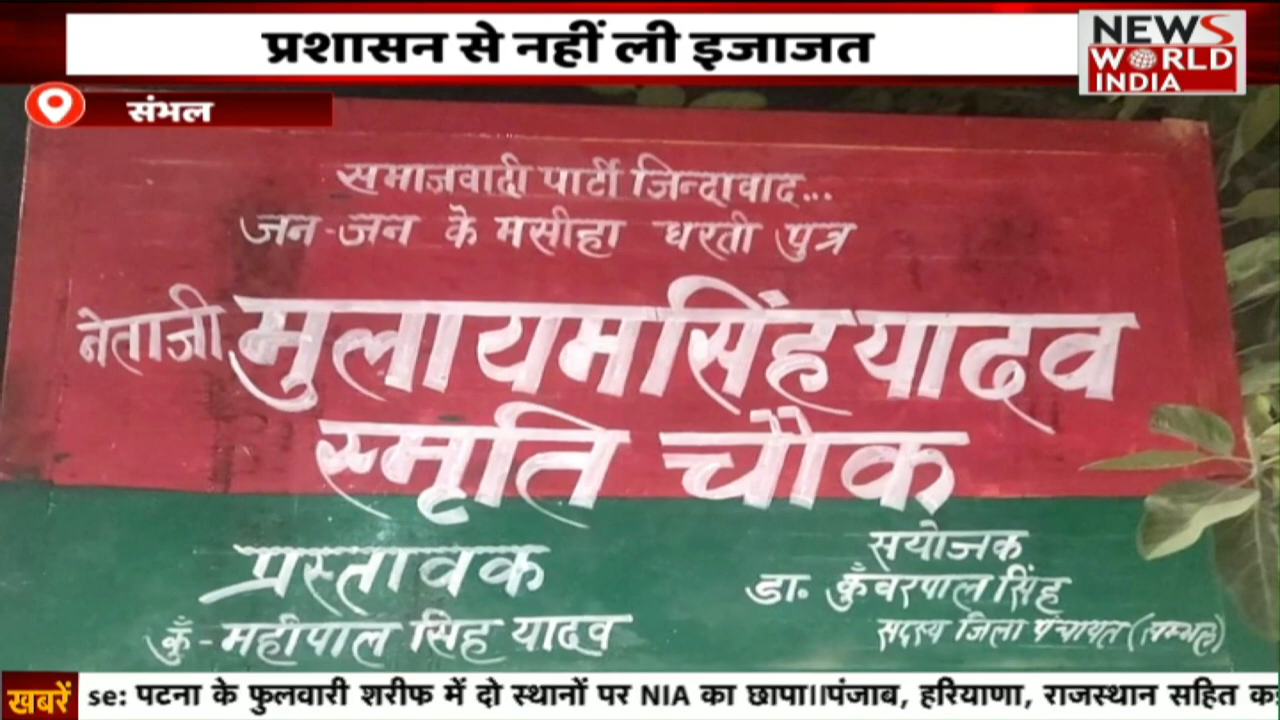 प्रशासन से नहीं ली इजाजत
NEWS
WORLD
INDIA
संभल
समाजवादी पार्टी जिन्दावाद...
जन-जन के मसीहा धरती पुत्र
नेताजी मुलायमसिंह यादव
स्मृति चौक
प्रस्तावक
कुँ-महीपाल सिंह यादव
सयोजक
डा. कुँवरपाल सिंह
सदस्य जिला पंचायत (सम्भल)
खबरें se: पटना के फुलवारी शरीफ में दो स्थानों पर NIA का छापा।।पंजाब, हरियाणा, राजस्थान सहित